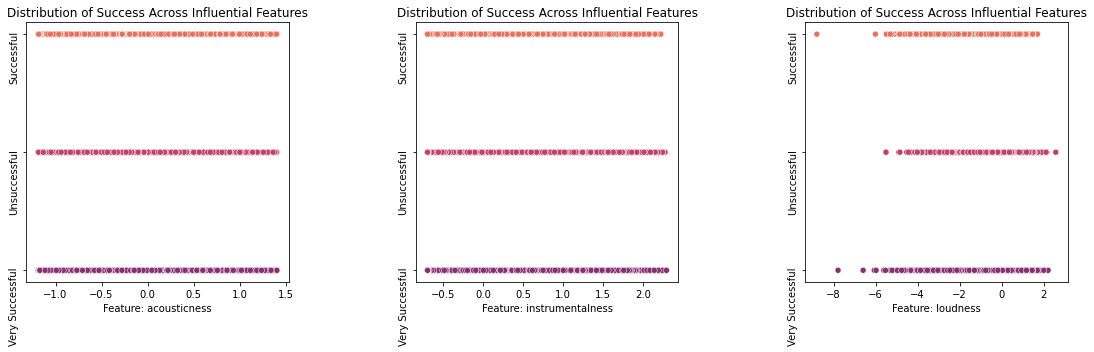 Distribution of Success Across Influential Features
Successful
Unsuccessful
Very Successful
−1.0 −0.5 0.0 0.5 1.0 1.5
Feature: acousticness
Distribution of Success Across Influential Features
Successful
Unsuccessful
Very Successful
−0.5 0.0 0.5 1.0 1.5 2.0
Feature: instrumentalness
Distribution of Success Across Influential Features
Successful
Unsuccessful
Very Successful
−8 −6 −4 −2 0 2
Feature: loudness